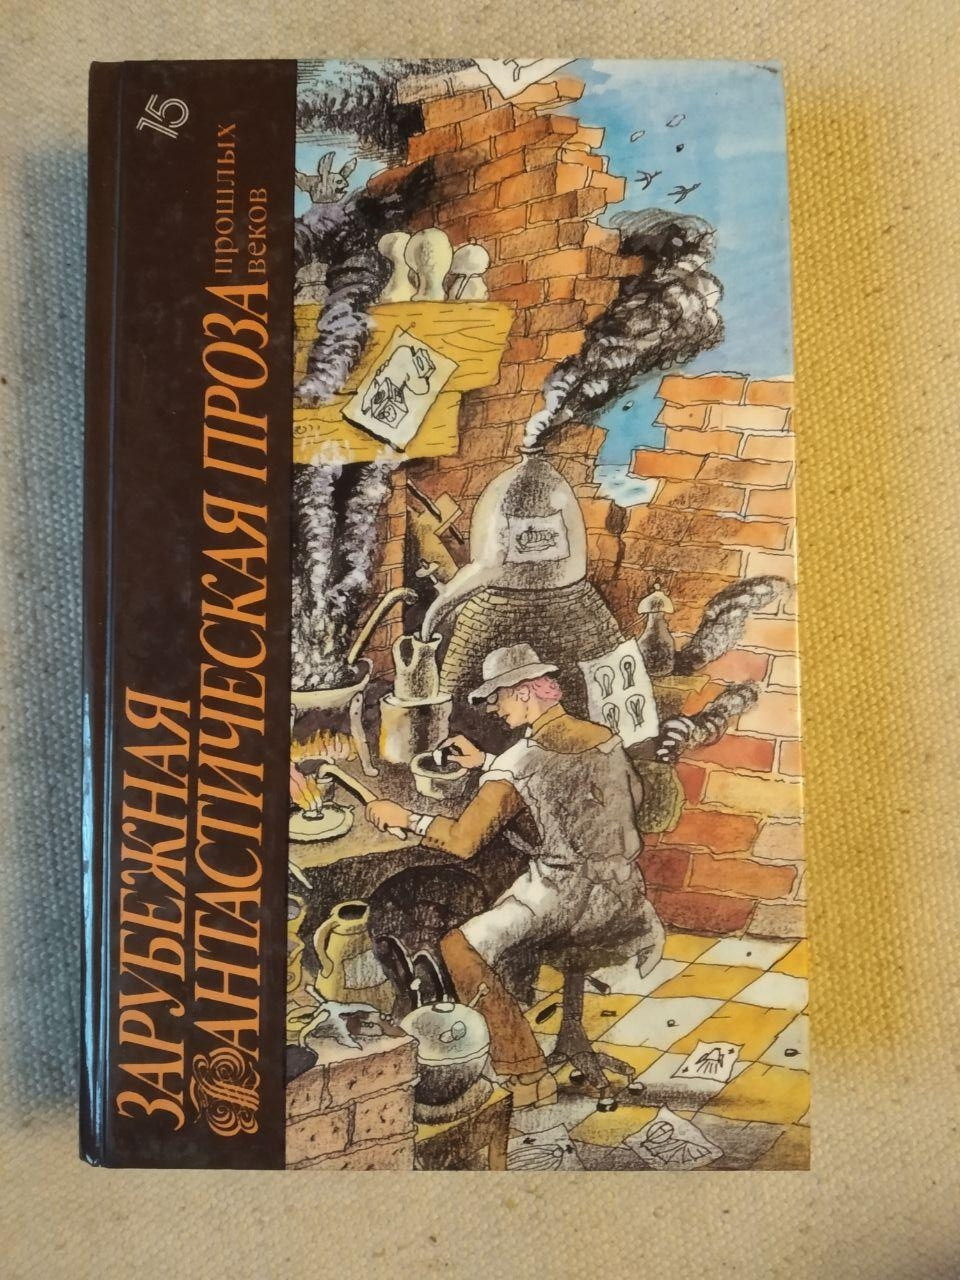 15
ЗАРУБЕЖНАЯ
ФАНТАСТИЧЕСКАЯ ПРОЗА
прошлых
веков